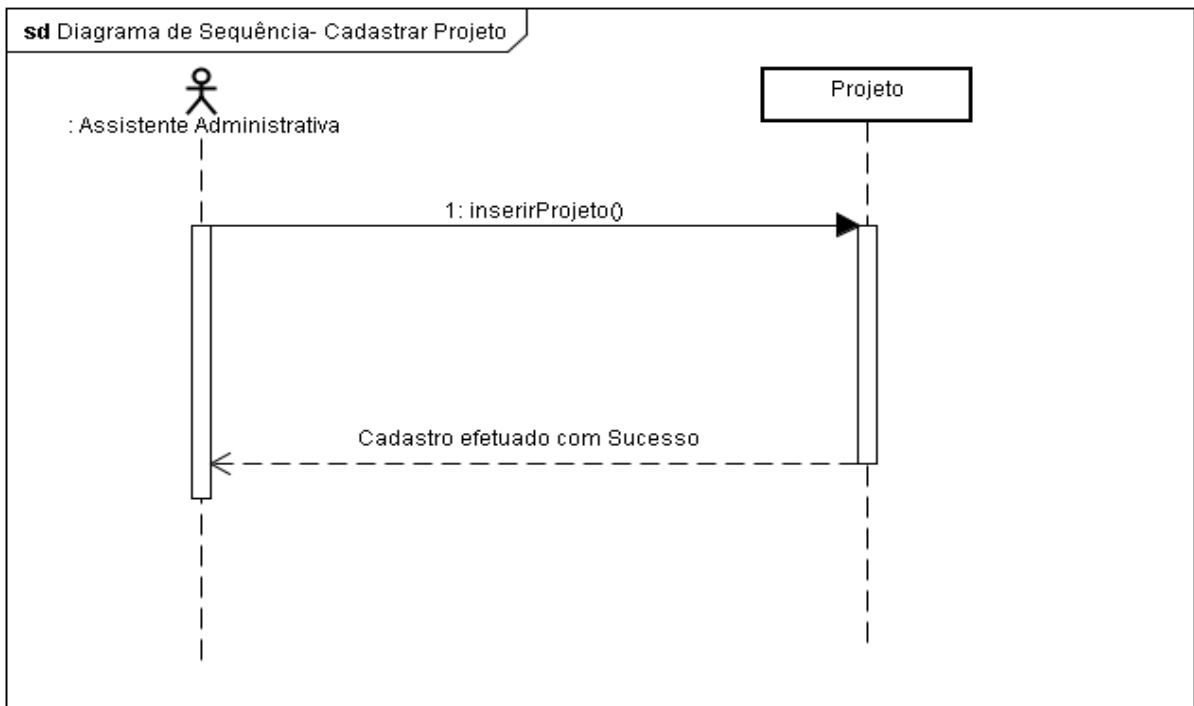 sd Diagrama de Sequência- Cadastrar Projeto
: Assistente Administrativa
Projeto
1: inserirProjeto()
Cadastro efetuado com Sucesso